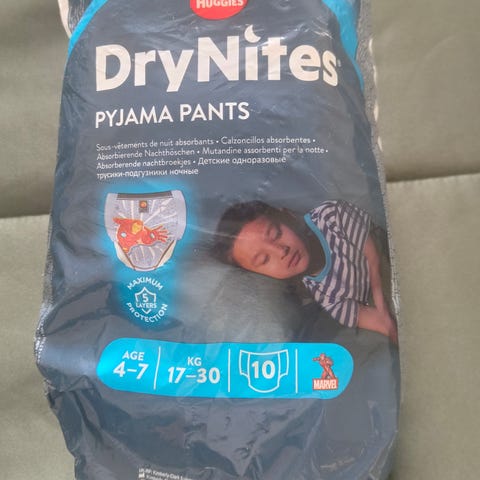 HUGGIES
DryNites
PYJAMA PANTS
Sous-vêtements de nuit absorbants • Calzoncillos absorbentes •
Absorbierende Nachthöschen • Mutandine assorbenti per la notte •
Absorberende nachtbroekjes • Детские одноразовые
трусики-подгузники ночные
MAXIMUM
5
LAYERS
PROTECTION
AGE
4–7
KG
17–30
10
MARVEL